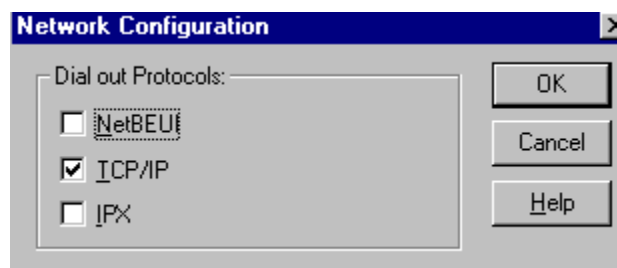 Network Configuration
Dial out Protocols:
NetBEUI
TCP/IP
IPX
OK
Cancel
Help